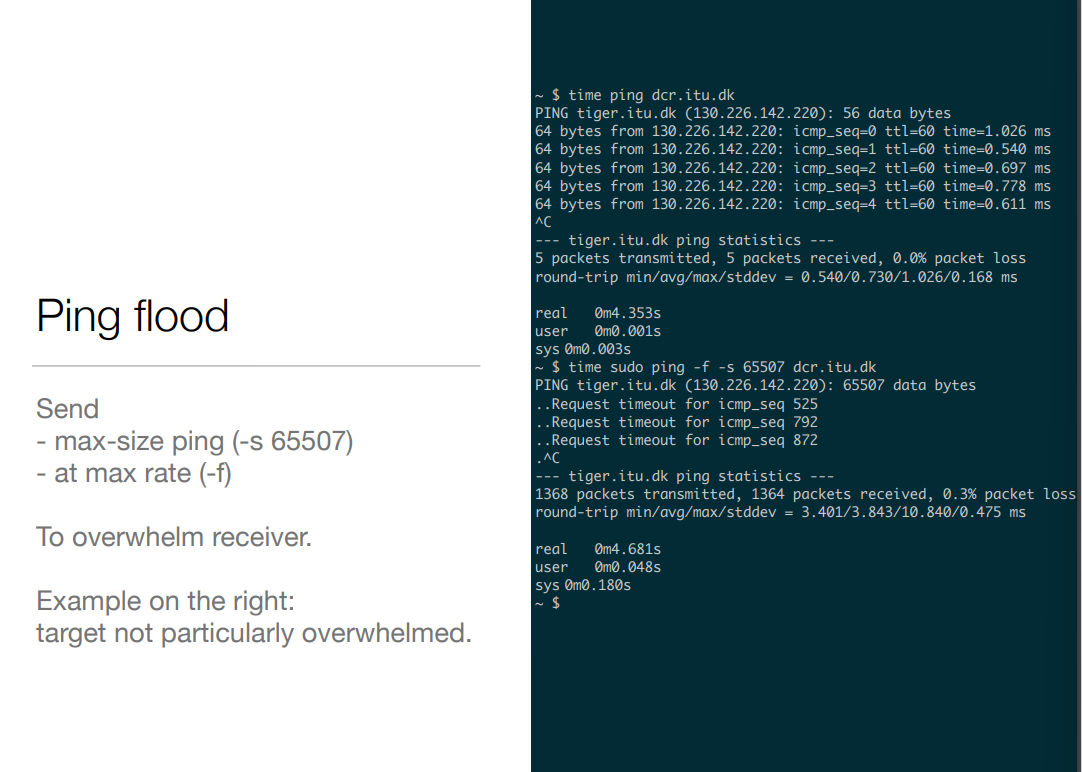 Ping flood
Send
- max-size ping (-s 65507)
- at max rate (-f)
To overwhelm receiver.
Example on the right:
target not particularly overwhelmed.
~ $ time ping dcr.itu.dk
PING tiger.itu.dk (130.226.142.220): 56 data bytes
64 bytes from 130.226.142.220: icmp_seq=0 ttl=60 time=1.026 ms
64 bytes from 130.226.142.220: icmp_seq=1 ttl=60 time=0.540 ms
64 bytes from 130.226.142.220: icmp_seq=2 ttl=60 time=0.697 ms
64 bytes from 130.226.142.220: icmp_seq=3 ttl=60 time=0.778 ms
64 bytes from 130.226.142.220: icmp_seq=4 ttl=60 time=0.611 ms
^C
--- tiger.itu.dk ping statistics ---
5 packets transmitted, 5 packets received, 0.0% packet loss
round-trip min/avg/max/stddev = 0.540/0.730/1.026/0.168 ms
real 0m4.353s
user 0m0.001s
sys 0m0.003s
~ $ time sudo ping -f -s 65507 dcr.itu.dk
PING tiger.itu.dk (130.226.142.220): 65507 data bytes
..Request timeout for icmp_seq 525
..Request timeout for icmp_seq 792
..Request timeout for icmp_seq 872
.^C
--- tiger.itu.dk ping statistics ---
1368 packets transmitted, 1364 packets received, 0.3% packet loss
round-trip min/avg/max/stddev = 3.401/3.843/10.840/0.475 ms
real 0m4.681s
user 0m0.048s
sys 0m0.180s
~ $